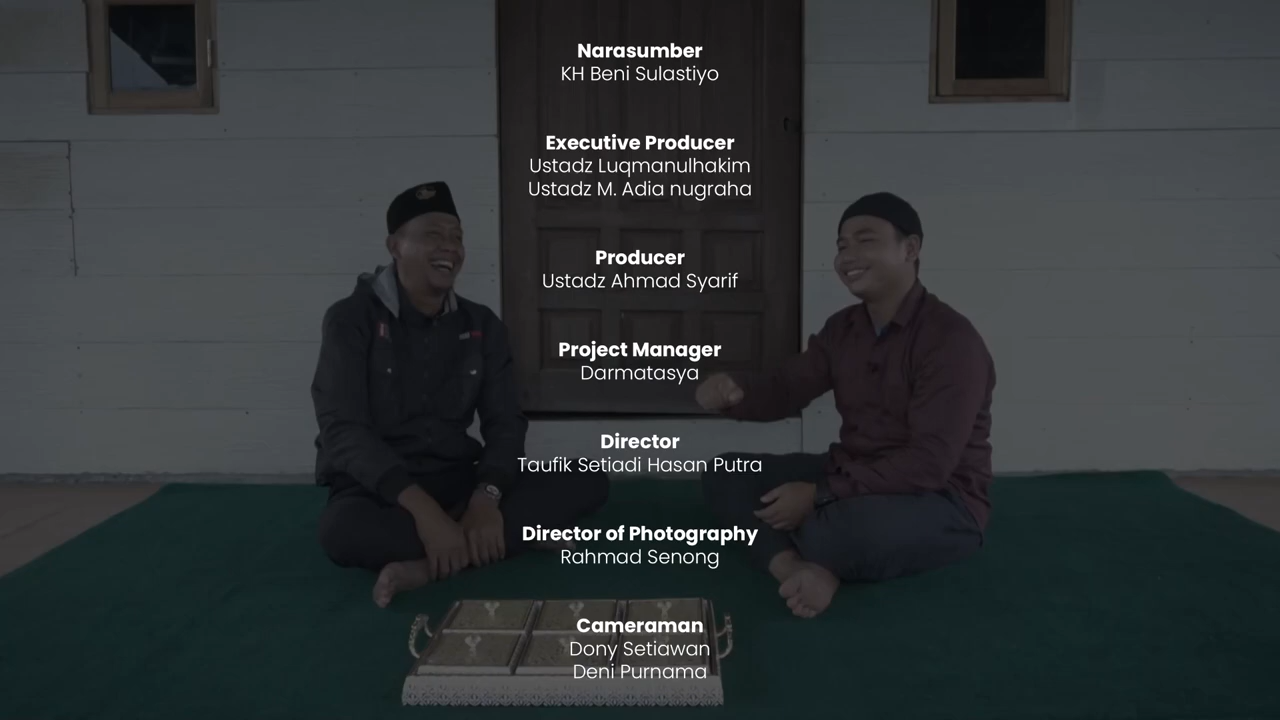 Narasumber
KH Beni Sulastiyo
Executive Producer
Ustadz Luqmanulhakim
Ustadz M. Adia nugraha
Producer
Ustadz Ahmad Syarif
Project Manager
Darmatasya
Director
Taufik Setiadi Hasan Putra
Director of Photography
Rahmad Senong
Cameraman
Dony Setiawan
Deni Purnama